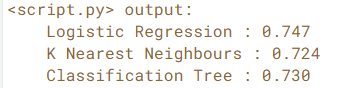 <script.py> output:
Logistic Regression : 0.747
K Nearest Neighbours : 0.724
Classification Tree : 0.730